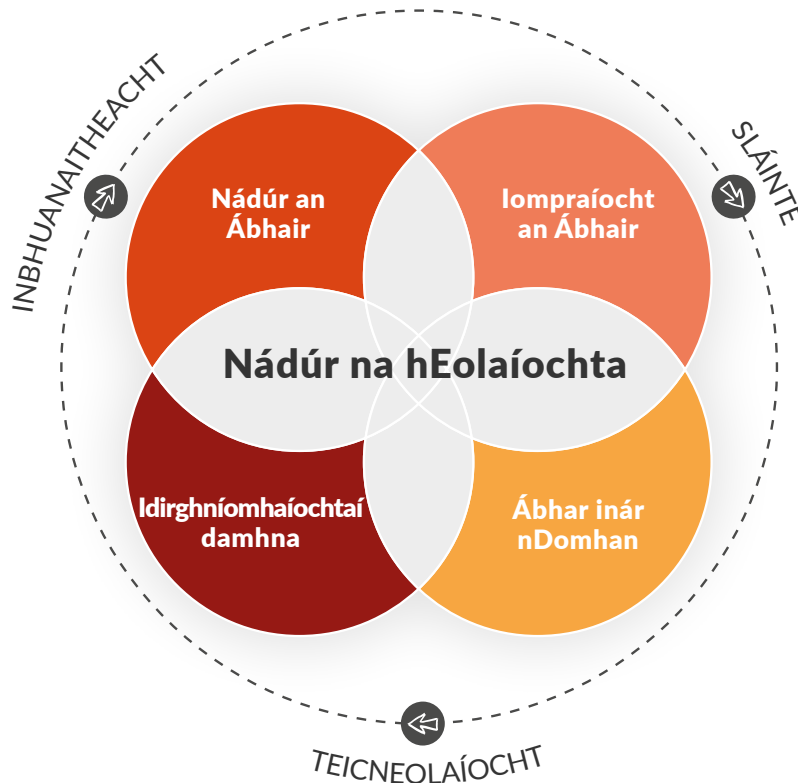 INBHUANAITHEACHT
SLÁINTE
Nádúr an
Ábhair
Iompraíocht
an Ábhair
Nádúr na hEolaíochta
Idirghníomhaíochtaí
damhna
Ábhar inár
nDomhan
TEICNEOLAÍOCHT